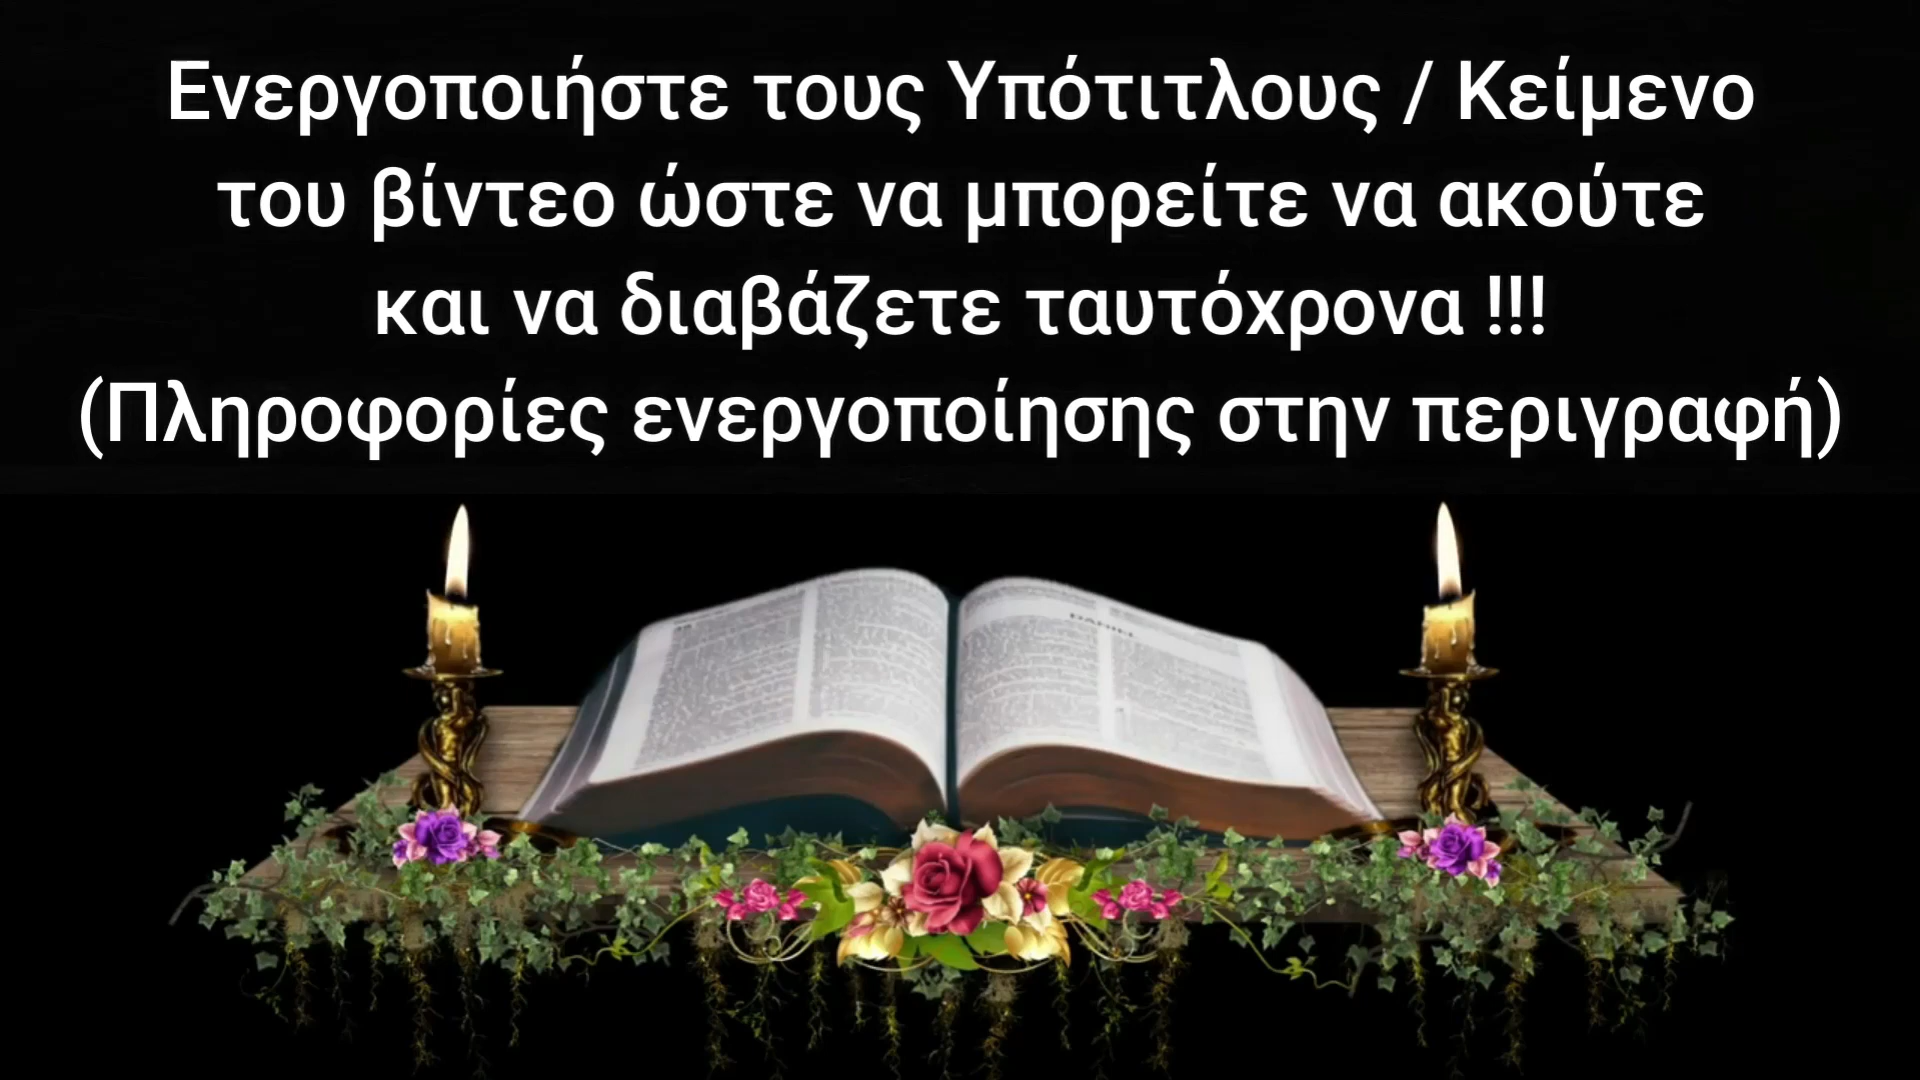 Ενεργοποιήστε τους Υπότιτλους / Κείμενο
του βίντεο ώστε να μπορείτε να ακούτε
και να διαβάζετε ταυτόχρονα !!!
(Πληροφορίες ενεργοποίησης στην περιγραφή)
DANIEL